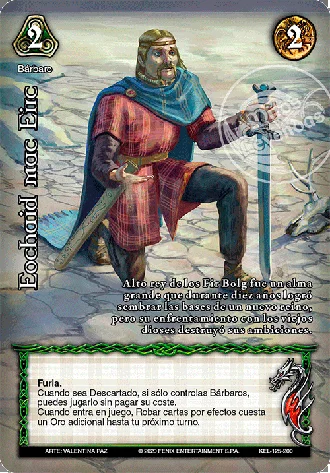 2
2
Bárbaro
Eochaid mac Eirc
Alto rey de los Fir Bolg fue un alma
grande que durante diez años logró
sembrar las bases de un nuevo reino,
pero su enfrentamiento con los viejos
dioses destruyó sus ambiciones.
Furia.
Cuando sea Descartado, si sólo controlas Bárbaros,
puedes jugarlo sin pagar su coste.
Cuando entra en juego, Robar cartas por efectos cuesta
un Oro adicional hasta tu próximo turno.
ARTE: VALENTINA PAZ
© 2020 FENIX ENTERTAINMENT S.P.A.